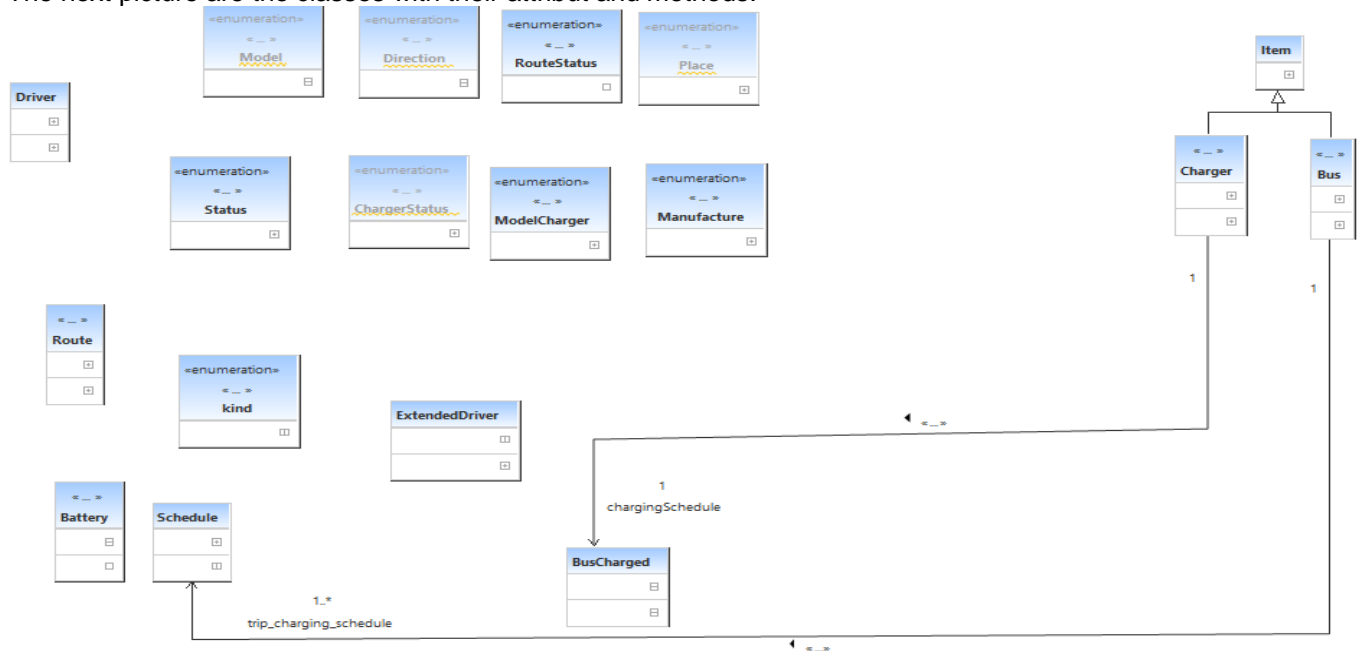 The next picture are the classes with their attribut and methods.
«enumeration»
«_»
Model
«enumeration»
«_»
Direction
«enumeration»
«_»
RouteStatus
«enumeration»
«_»
Place
Item
Driver
«enumeration»
«_»
Status
«enumeration»
«_»
ChargerStatus
«enumeration»
«_»
ModelCharger
«enumeration»
«_»
Manufacture
«_»
Charger
«_»
Bus
1
1
«_»
Route
«enumeration»
«_»
kind
ExtendedDriver
«_»
1
chargingSchedule
«_»
Battery
Schedule
BusCharged
1..*
trip_charging_schedule
«_»